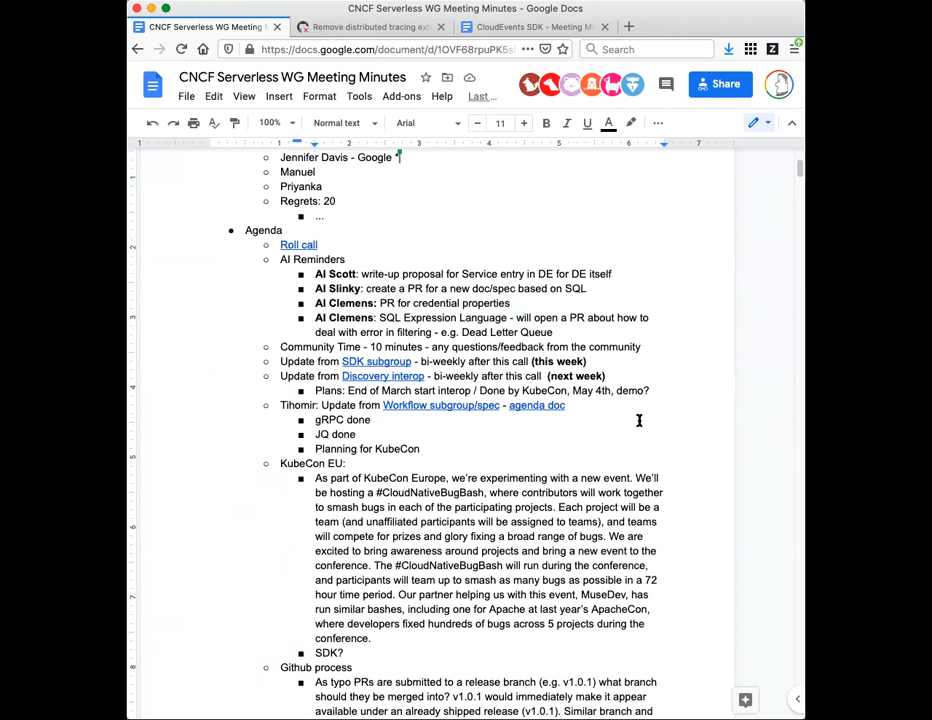 CNCF Serverless WG Meeting Minutes - Google Docs
CNCF Serverless WG Meeting M
Remove distributed tracing ext
CloudEvents SDK - Meeting Min
https://docs.google.com/document/d/1OVF68rpuPK5s
Search
CNCF Serverless WG Meeting Minutes
File Edit View Insert Format Tools Add-ons Help Last ...
Share
100% Normal text Arial 11 B I U A
1 1 2 3 4 5 6 7
Jennifer Davis - Google *
Manuel
Priyanka
Regrets: 20
...
Agenda
Roll call
AI Reminders
AI Scott: write-up proposal for Service entry in DE for DE itself
AI Slinky: create a PR for a new doc/spec based on SQL
AI Clemens: PR for credential properties
AI Clemens: SQL Expression Language - will open a PR about how to
deal with error in filtering - e.g. Dead Letter Queue
Community Time - 10 minutes - any questions/feedback from the community
Update from SDK subgroup - bi-weekly after this call (this week)
Update from Discovery interop - bi-weekly after this call (next week)
Plans: End of March start interop / Done by KubeCon, May 4th, demo?
Tihomir: Update from Workflow subgroup/spec - agenda doc
gRPC done
JQ done
Planning for KubeCon
KubeCon EU:
As part of KubeCon Europe, we're experimenting with a new event. We'll
be hosting a #CloudNativeBugBash, where contributors will work together
to smash bugs in each of the participating projects. Each project will be a
team (and unaffiliated participants will be assigned to teams), and teams
will compete for prizes and glory fixing a broad range of bugs. We are
excited to bring awareness around projects and bring a new event to the
conference. The #CloudNativeBugBash will run during the conference,
and participants will team up to smash as many bugs as possible in a 72
hour time period. Our partner helping us with this event, MuseDev, has
run similar bashes, including one for Apache at last year's ApacheCon,
where developers fixed hundreds of bugs across 5 projects during the
conference.
SDK?
Github process
As typo PRs are submitted to a release branch (e.g. v1.0.1) what branch
should they be merged into? v1.0.1 would immediately make it appear
available under an already shipped release (v1.0.1). Similar branch and